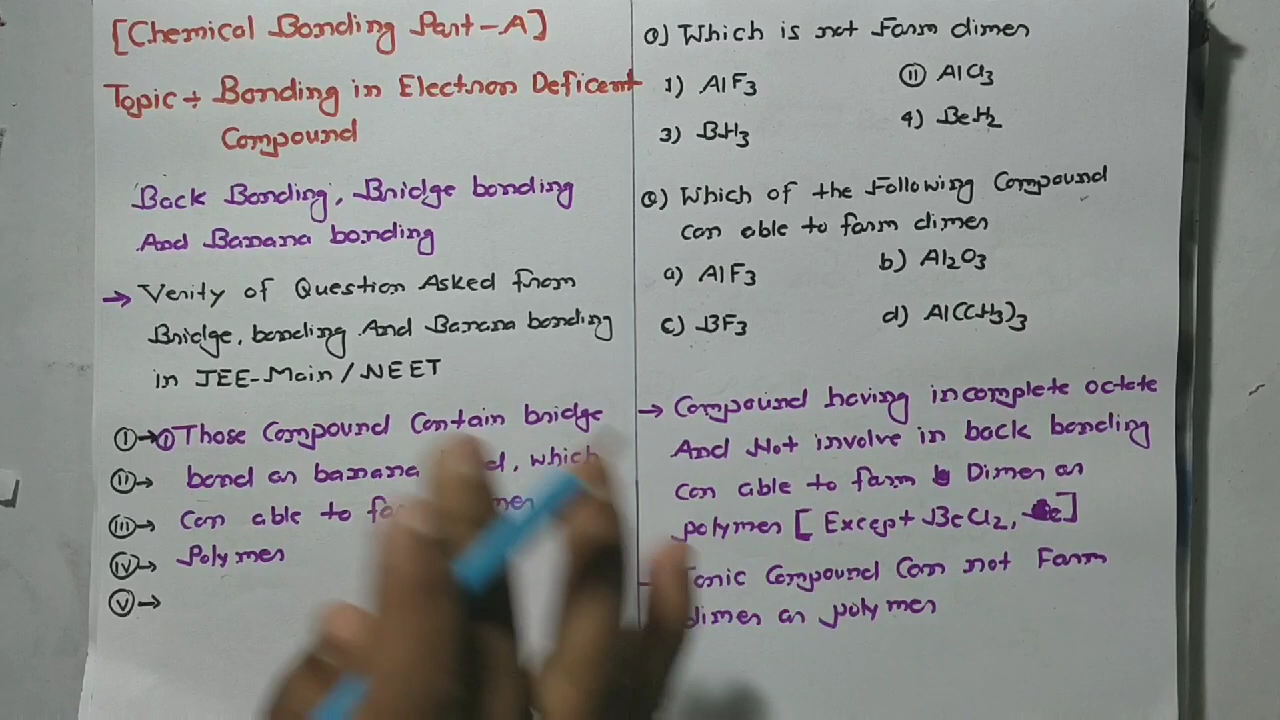 [Chemical Bonding Part-A]
Topic ÷ Bonding in Electron Deficent
Compound
Back Bonding, Bridge bonding
And Banana bonding
→ Verity of Question Asked from
Bridge, bonding And Banana bonding
in JEE-Main/NEET
(I)→ (1) Those Compound Contain bridge
(II)→ bond or banana , which
(III)→ Can able to
(IV)→ Polymer
(V)→
Q) Which is not Form dimer
1) AlF3
(II) AlCl3
3) BH3
4) BeH2
Q) Which of the Following Compound
Can able to form dimer
a) AlF3
b) Al2O3
c) BF3
d) Al(CH3)3
→ Compound having incomplete octete
And Not involve in back bonding
Can able to form Dimer or
polymer [Except BeCl2, ]
Ionic Compound Can not Form
dimer or polymer